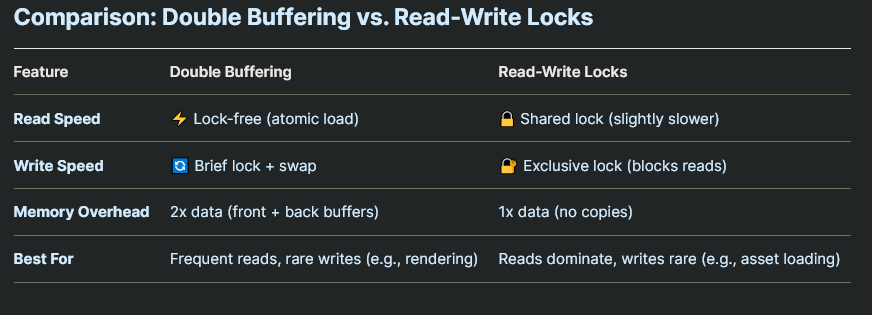 Comparison: Double Buffering vs. Read-Write Locks
Feature Double Buffering Read-Write Locks
Read Speed ⚡ Lock-free (atomic load) 🔒 Shared lock (slightly slower)
Write Speed 🔄 Brief lock + swap 🔐 Exclusive lock (blocks reads)
Memory Overhead 2x data (front + back buffers) 1x data (no copies)
Best For Frequent reads, rare writes (e.g., rendering) Reads dominate, writes rare (e.g., asset loading)